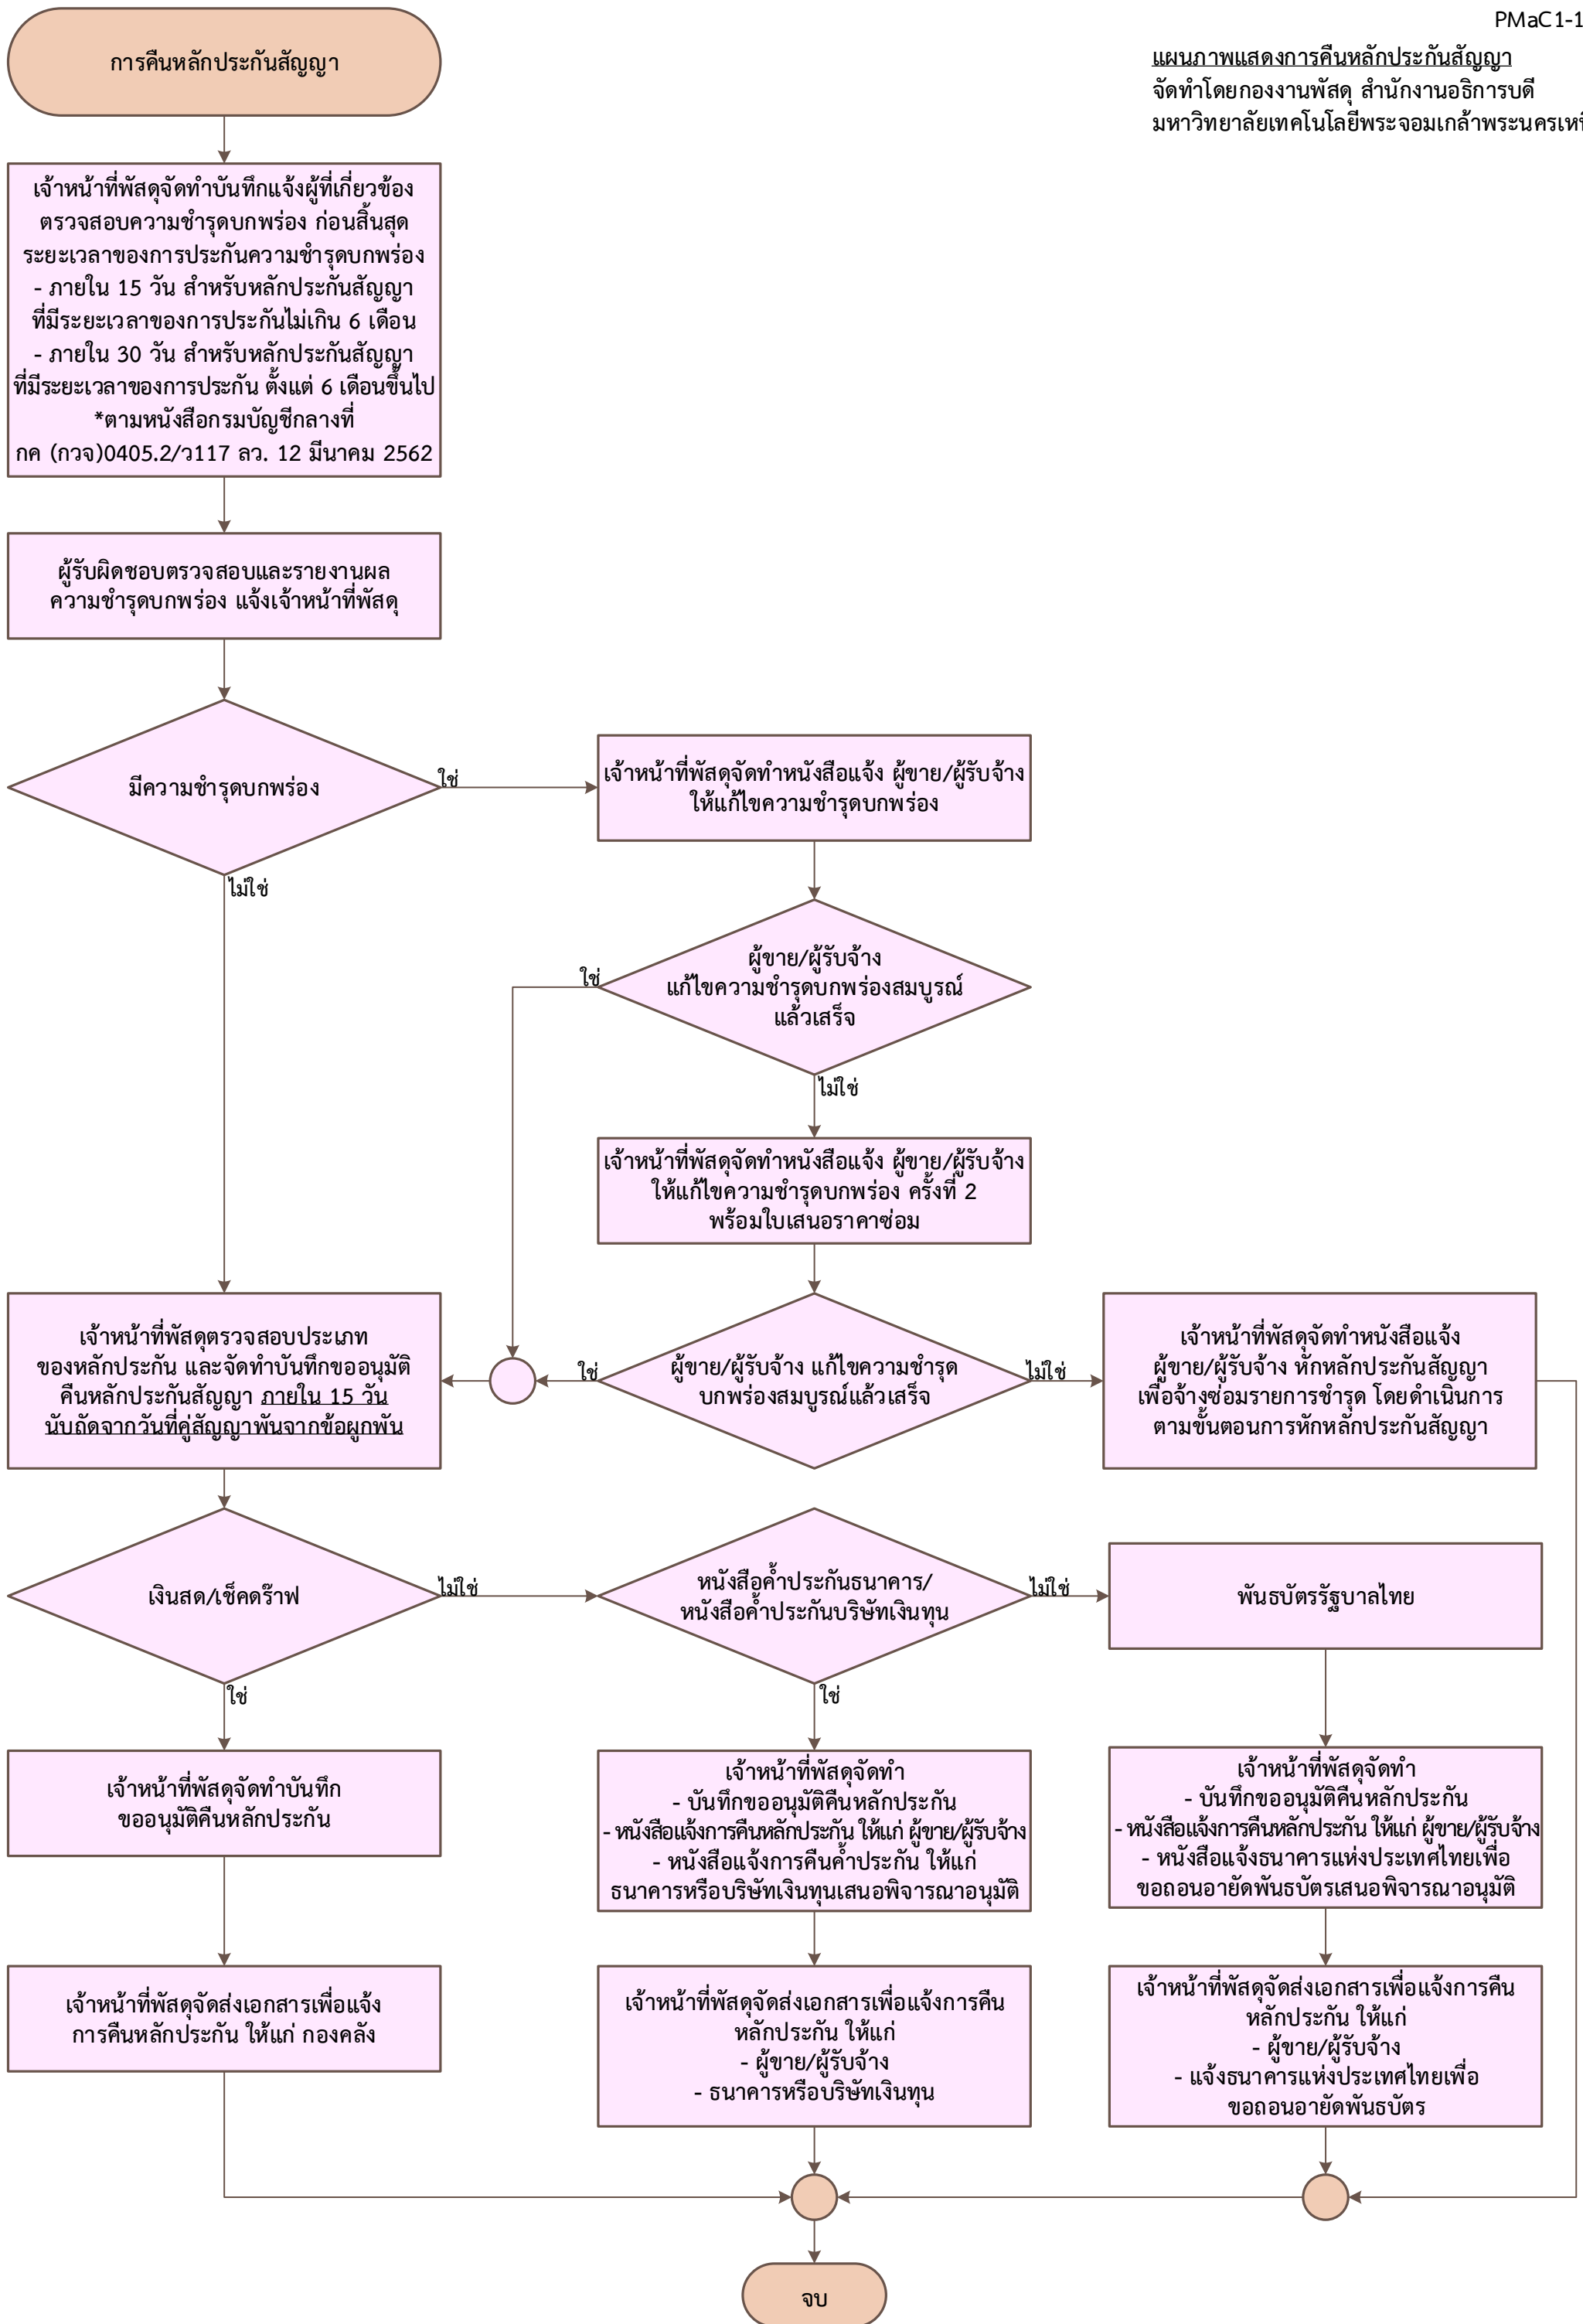 PMaC1-1
แผนภาพแสดงการคืนหลักประกันสัญญา
จัดทำโดยกองงานพัสดุ สำนักงานอธิการบดี
มหาวิทยาลัยเทคโนโลยีพระจอมเกล้าพระนครเหนื
การคืนหลักประกันสัญญา
เจ้าหน้าที่พัสดุจัดทำบันทึกแจ้งผู้ที่เกี่ยวข้อง
ตรวจสอบความชำรุดบกพร่อง ก่อนสิ้นสุด
ระยะเวลาของการประกันความชำรุดบกพร่อง
- ภายใน 15 วัน สำหรับหลักประกันสัญญา
ที่มีระยะเวลาของการประกันไม่เกิน 6 เดือน
- ภายใน 30 วัน สำหรับหลักประกันสัญญา
ที่มีระยะเวลาของการประกัน ตั้งแต่ 6 เดือนขึ้นไป
*ตามหนังสือกรมบัญชีกลางที่
กค (กวจ)0405.2/ว117 ลว. 12 มีนาคม 2562
ผู้รับผิดชอบตรวจสอบและรายงานผล
ความชำรุดบกพร่อง แจ้งเจ้าหน้าที่พัสดุ
มีความชำรุดบกพร่อง
ใช่
ไม่ใช่
เจ้าหน้าที่พัสดุจัดทำหนังสือแจ้ง ผู้ขาย/ผู้รับจ้าง
ให้แก้ไขความชำรุดบกพร่อง
ผู้ขาย/ผู้รับจ้าง
แก้ไขความชำรุดบกพร่องสมบูรณ์
แล้วเสร็จ
ใช่
ไม่ใช่
เจ้าหน้าที่พัสดุจัดทำหนังสือแจ้ง ผู้ขาย/ผู้รับจ้าง
ให้แก้ไขความชำรุดบกพร่อง ครั้งที่ 2
พร้อมใบเสนอราคาซ่อม
ผู้ขาย/ผู้รับจ้าง แก้ไขความชำรุด
บกพร่องสมบูรณ์แล้วเสร็จ
ใช่
ไม่ใช่
เจ้าหน้าที่พัสดุจัดทำหนังสือแจ้ง
ผู้ขาย/ผู้รับจ้าง หักหลักประกันสัญญา
เพื่อจ้างซ่อมรายการชำรุด โดยดำเนินการ
ตามขั้นตอนการหักหลักประกันสัญญา
เจ้าหน้าที่พัสดุตรวจสอบประเภท
ของหลักประกัน และจัดทำบันทึกขออนุมัติ
คืนหลักประกันสัญญา ภายใน 15 วัน
นับถัดจากวันที่คู่สัญญาพันจากข้อผูกพัน
เงินสด/เช็คดร๊าฟ
ไม่ใช่
ใช่
หนังสือค้ำประกันธนาคาร/
หนังสือค้ำประกันบริษัทเงินทุน
ไม่ใช่
ใช่
พันธบัตรรัฐบาลไทย
เจ้าหน้าที่พัสดุจัดทำบันทึก
ขออนุมัติคืนหลักประกัน
เจ้าหน้าที่พัสดุจัดทำ
- บันทึกขออนุมัติคืนหลักประกัน
- หนังสือแจ้งการคืนหลักประกัน ให้แก่ ผู้ขาย/ผู้รับจ้าง
- หนังสือแจ้งการคืนค้ำประกัน ให้แก่
ธนาคารหรือบริษัทเงินทุนเสนอพิจารณาอนุมัติ
เจ้าหน้าที่พัสดุจัดทำ
- บันทึกขออนุมัติคืนหลักประกัน
- หนังสือแจ้งการคืนหลักประกัน ให้แก่ ผู้ขาย/ผู้รับจ้าง
- หนังสือแจ้งธนาคารแห่งประเทศไทยเพื่อ
ขอถอนอายัดพันธบัตรเสนอพิจารณาอนุมัติ
เจ้าหน้าที่พัสดุจัดส่งเอกสารเพื่อแจ้ง
การคืนหลักประกัน ให้แก่ กองคลัง
เจ้าหน้าที่พัสดุจัดส่งเอกสารเพื่อแจ้งการคืน
หลักประกัน ให้แก่
- ผู้ขาย/ผู้รับจ้าง
- ธนาคารหรือบริษัทเงินทุน
เจ้าหน้าที่พัสดุจัดส่งเอกสารเพื่อแจ้งการคืน
หลักประกัน ให้แก่
- ผู้ขาย/ผู้รับจ้าง
- แจ้งธนาคารแห่งประเทศไทยเพื่อ
ขอถอนอายัดพันธบัตร
จบ